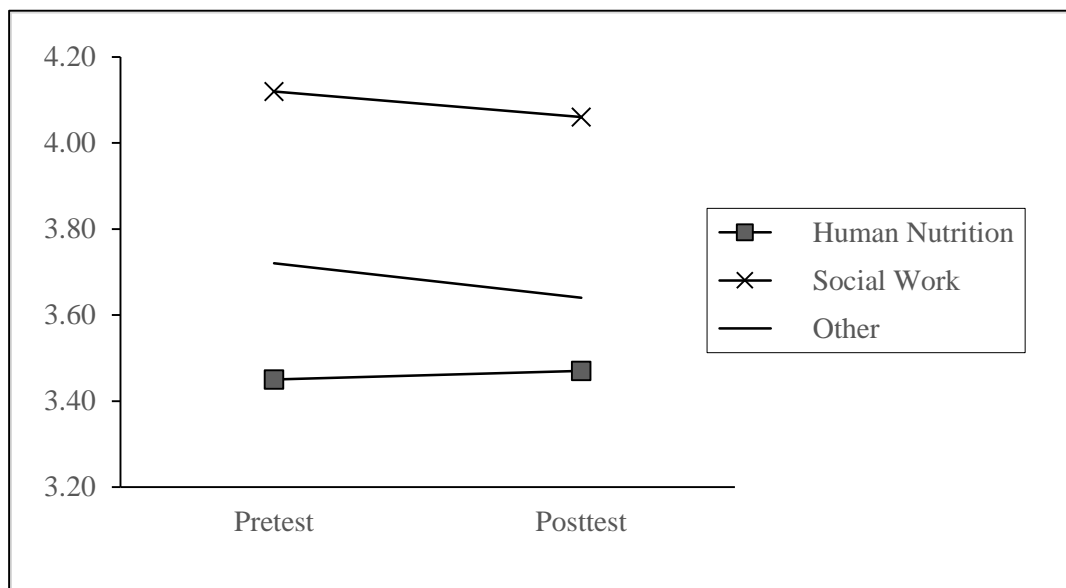 4.20
4.00
3.80
3.60
3.40
3.20
Pretest
Posttest
Human Nutrition
Social Work
Other